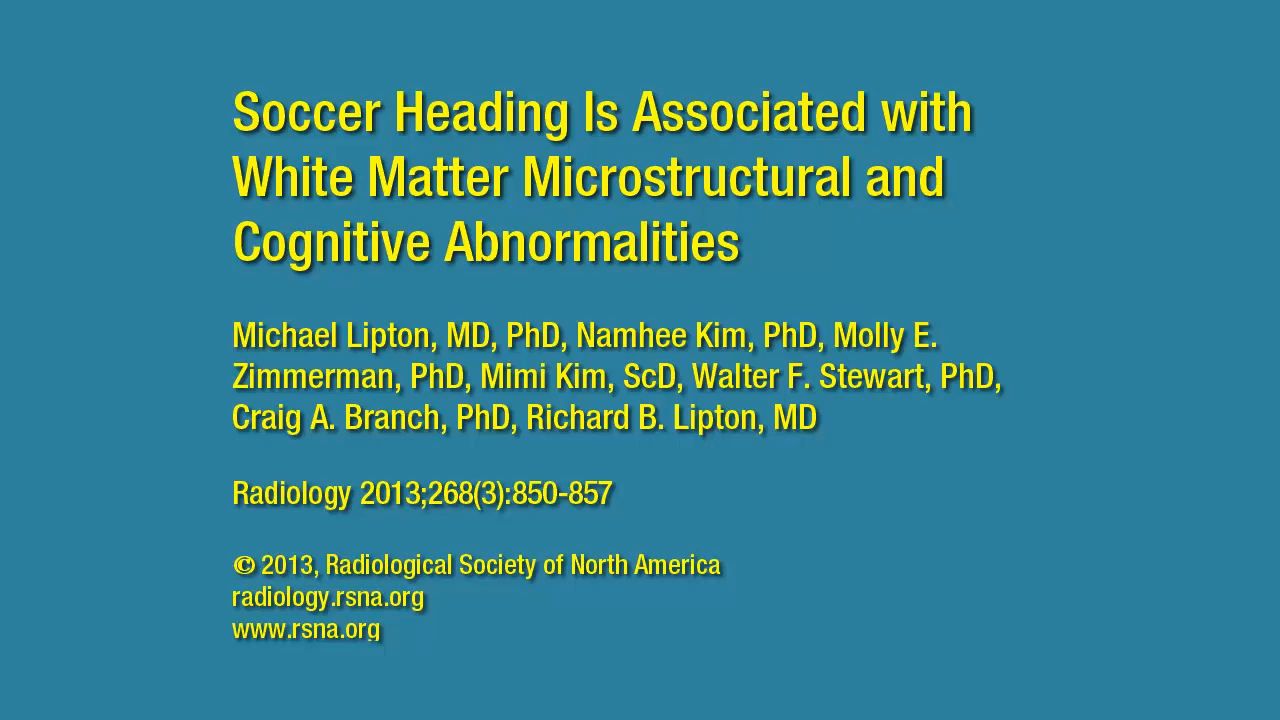 Soccer Heading Is Associated with
White Matter Microstructural and
Cognitive Abnormalities
Michael Lipton, MD, PhD, Namhee Kim, PhD, Molly E.
Zimmerman, PhD, Mimi Kim, ScD, Walter F. Stewart, PhD,
Craig A. Branch, PhD, Richard B. Lipton, MD
Radiology 2013;268(3):850-857
© 2013, Radiological Society of North America
radiology.rsna.org
www.rsna.org